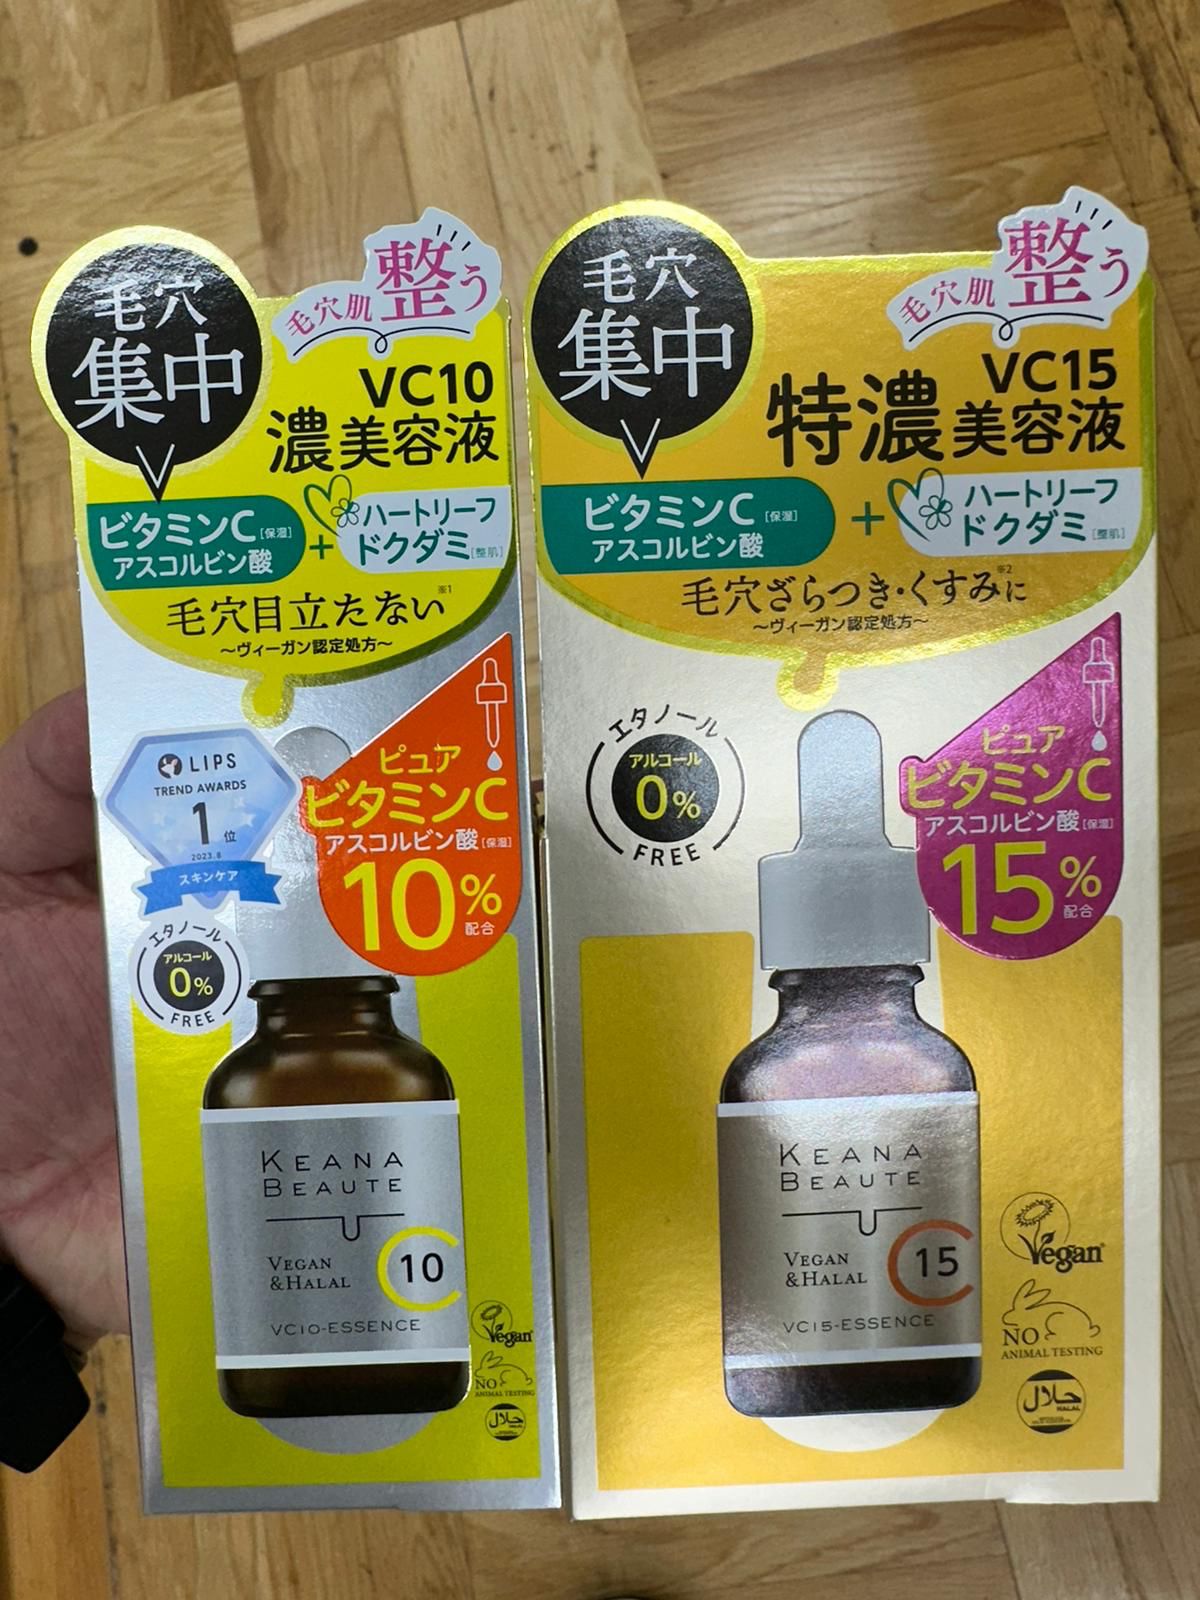 毛穴
集中
毛穴肌 整う
VC10
濃美容液
ビタミンC[保湿]
アスコルビン酸
+
ハートリーフ
ドクダミ[整肌]
毛穴目立たない※1
～ヴィーガン認定処方～
LIPS
TREND AWARDS
1位
2023.8
スキンケア
エタノール
アルコール
0%
FREE
ピュア
ビタミンC
アスコルビン酸[保湿]
10%
配合
KEANA
BEAUTE
VEGAN
&HALAL
C10
VC10-ESSENCE
Vegan
NO
ANIMAL TESTING
حلال
HALAL
毛穴
集中
毛穴肌 整う
VC15
特濃美容液
ビタミンC[保湿]
アスコルビン酸
+
ハートリーフ
ドクダミ[整肌]
毛穴ざらつき・くすみに※2
～ヴィーガン認定処方～
エタノール
アルコール
0%
FREE
ピュア
ビタミンC
アスコルビン酸[保湿]
15%
配合
KEANA
BEAUTE
VEGAN
&HALAL
C15
VC15-ESSENCE
Vegan
NO
ANIMAL TESTING
حلال
HALAL